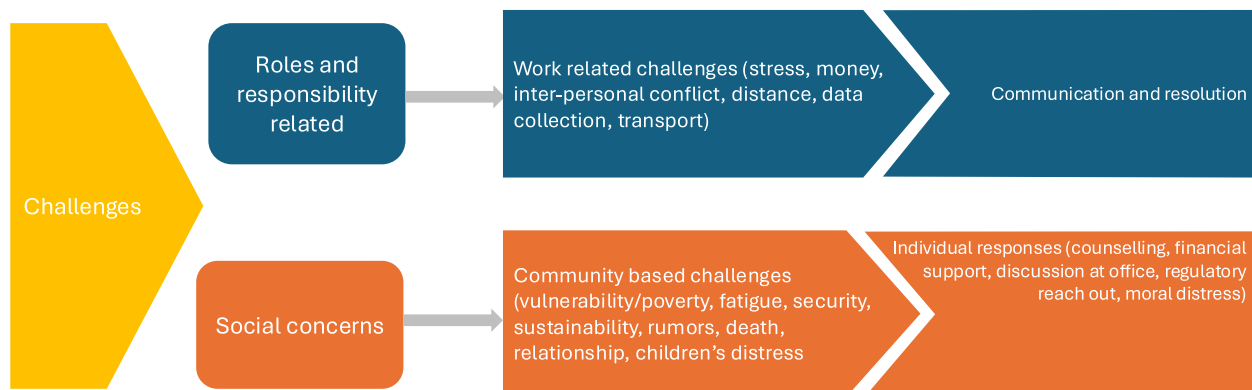 Challenges
Roles and
responsibility
related
Work related challenges (stress, money,
inter-personal conflict, distance, data
collection, transport)
Communication and resolution
Social concerns
Community based challenges
(vulnerability/poverty, fatigue, security,
sustainability, rumors, death,
relationship, children’s distress
Individual responses (counselling, financial
support, discussion at office, regulatory
reach out, moral distress)